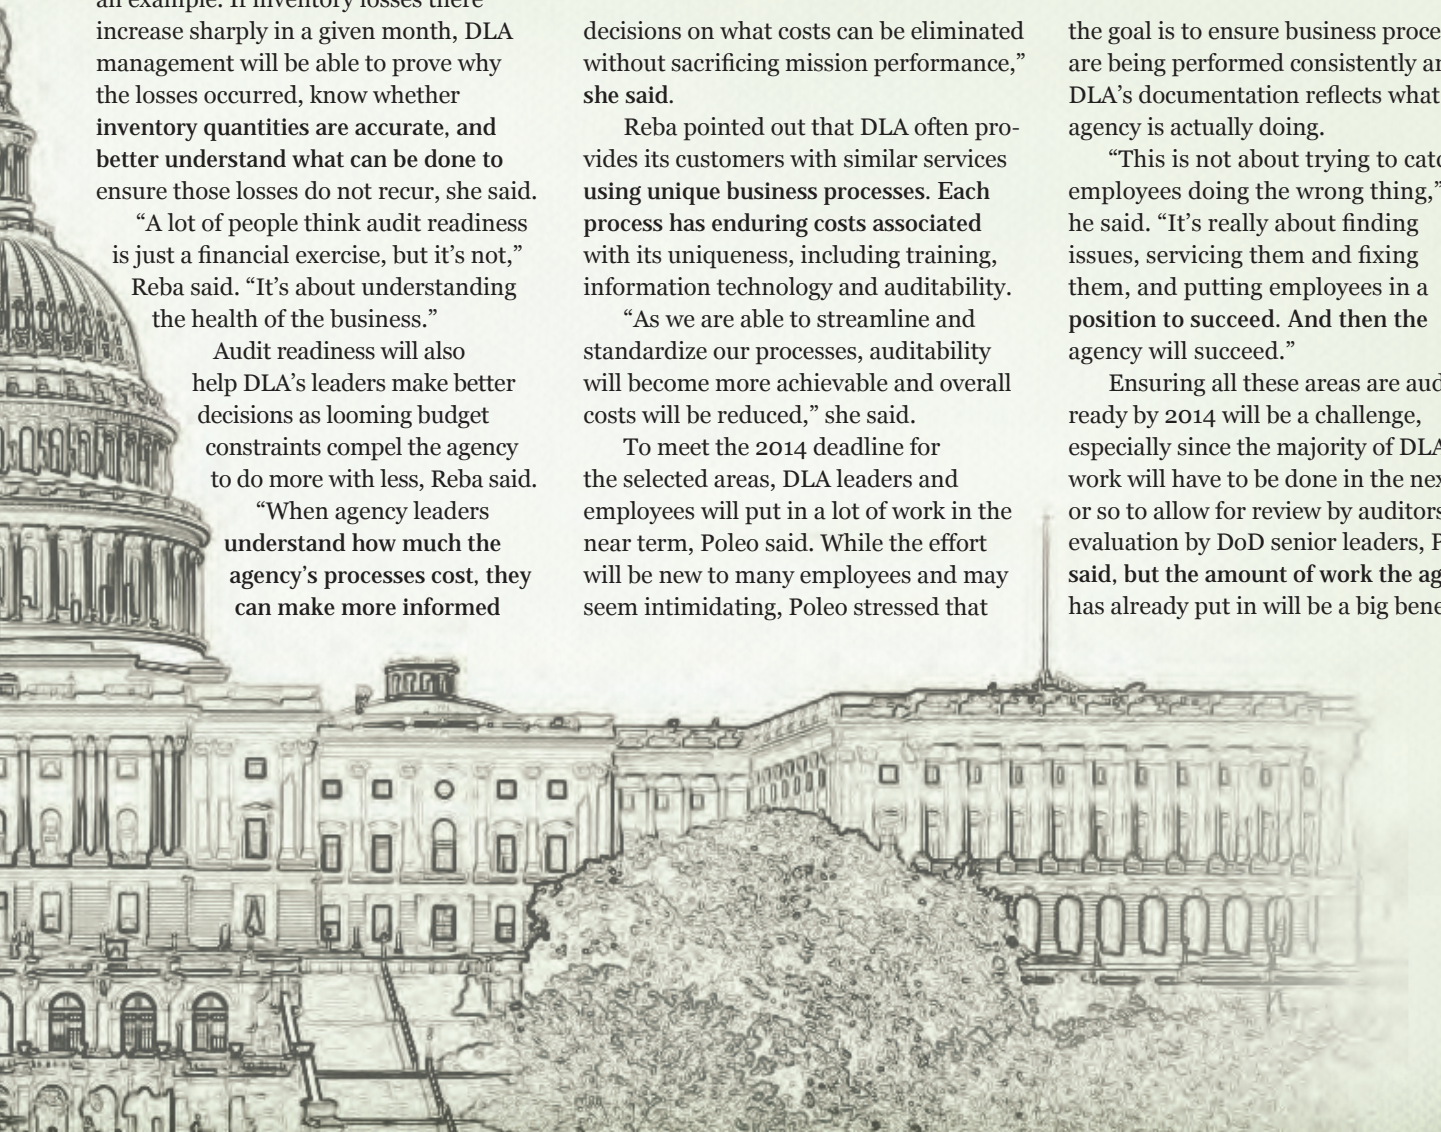 an example. If inventory losses there
increase sharply in a given month, DLA
management will be able to prove why
the losses occurred, know whether
inventory quantities are accurate, and
better understand what can be done to
ensure those losses do not recur, she said.
“A lot of people think audit readiness
is just a financial exercise, but it’s not,”
Reba said. “It’s about understanding
the health of the business.”
Audit readiness will also
help DLA’s leaders make better
decisions as looming budget
constraints compel the agency
to do more with less, Reba said.
“When agency leaders
understand how much the
agency’s processes cost, they
can make more informed
decisions on what costs can be eliminated
without sacrificing mission performance,”
she said.
Reba pointed out that DLA often pro-
vides its customers with similar services
using unique business processes. Each
process has enduring costs associated
with its uniqueness, including training,
information technology and auditability.
“As we are able to streamline and
standardize our processes, auditability
will become more achievable and overall
costs will be reduced,” she said.
To meet the 2014 deadline for
the selected areas, DLA leaders and
employees will put in a lot of work in the
near term, Poleo said. While the effort
will be new to many employees and may
seem intimidating, Poleo stressed that
the goal is to ensure business proce
are being performed consistently an
DLA’s documentation reflects what
agency is actually doing.
“This is not about trying to catc
employees doing the wrong thing,”
he said. “It’s really about finding
issues, servicing them and fixing
them, and putting employees in a
position to succeed. And then the
agency will succeed.”
Ensuring all these areas are aud
ready by 2014 will be a challenge,
especially since the majority of DLA
work will have to be done in the nex
or so to allow for review by auditors
evaluation by DoD senior leaders, P
said, but the amount of work the ag
has already put in will be a big bene